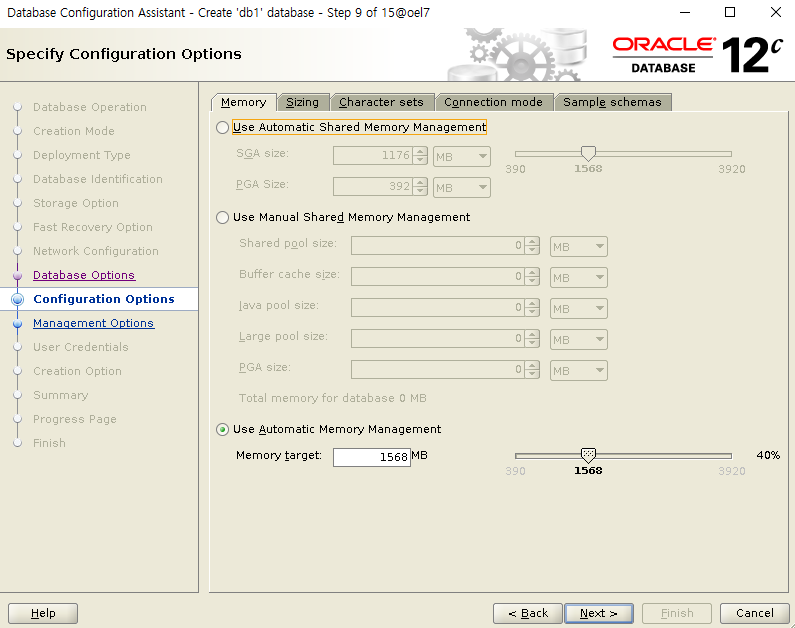 Database Configuration Assistant - Create 'db1' database - Step 9 of 15@oel7
Specify Configuration Options
ORACLE®
DATABASE
12c
Database Operation
Creation Mode
Deployment Type
Database Identification
Storage Option
Fast Recovery Option
Network Configuration
Database Options
Configuration Options
Management Options
User Credentials
Creation Option
Summary
Progress Page
Finish
Memory Sizing Character sets Connection mode Sample schemas
Use Automatic Shared Memory Management
SGA size: 1176 MB
390 1568 3920
PGA Size: 392 MB
Use Manual Shared Memory Management
Shared pool size: 0 MB
Buffer cache size: 0 MB
Java pool size: 0 MB
Large pool size: 0 MB
PGA size: 0 MB
Total memory for database 0 MB
Use Automatic Memory Management
Memory target: 1568 MB 40%
390 1568 3920
Help < Back Next > Finish Cancel